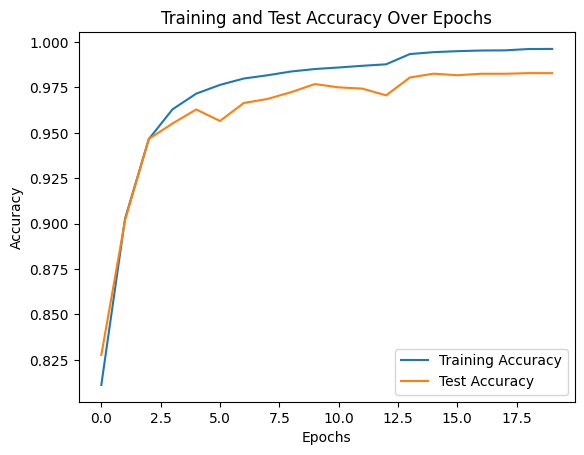 Training and Test Accuracy Over Epochs
1.000
0.975
0.950
0.925
0.900
0.875
0.850
0.825
Accuracy
Training Accuracy
Test Accuracy
0.0 2.5 5.0 7.5 10.0 12.5 15.0 17.5
Epochs